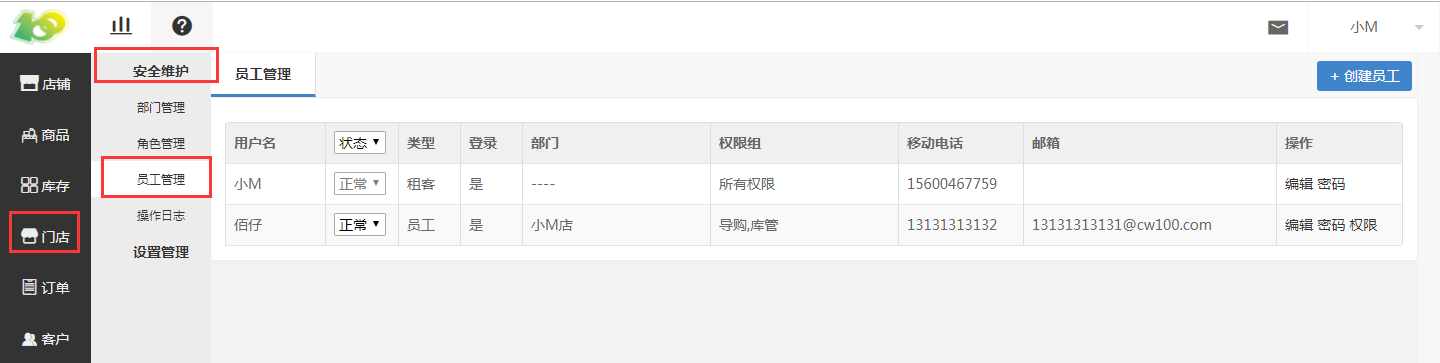 小M
店铺
商品
库存
门店
订单
客户
安全维护
部门管理
角色管理
员工管理
操作日志
设置管理
员工管理
+ 创建员工
用户名 状态 类型 登录 部门 权限组 移动电话 邮箱 操作
小M 正常 租客 是 ---- 所有权限 15600467759 编辑 密码
佰仔 正常 员工 是 小M店 导购,库管 13131313132 13131313131@cw100.com 编辑 密码 权限